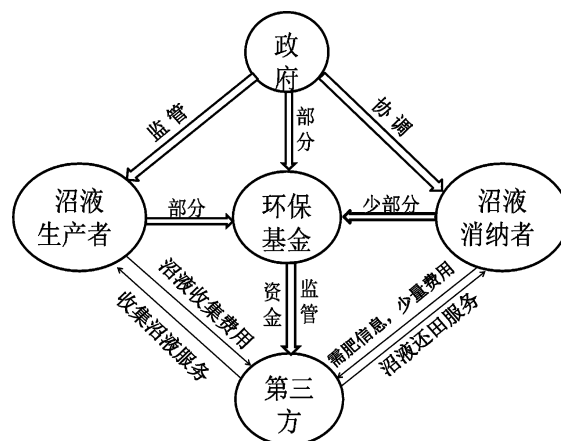 政
府
监管
部
分
协调
沼液
生产者
部分
环保
基金
少部分
沼液
消纳者
沼液收集费用
收集沼液服务
资
金
监
管
需肥信息，少量费用
沼液还田服务
第三
方